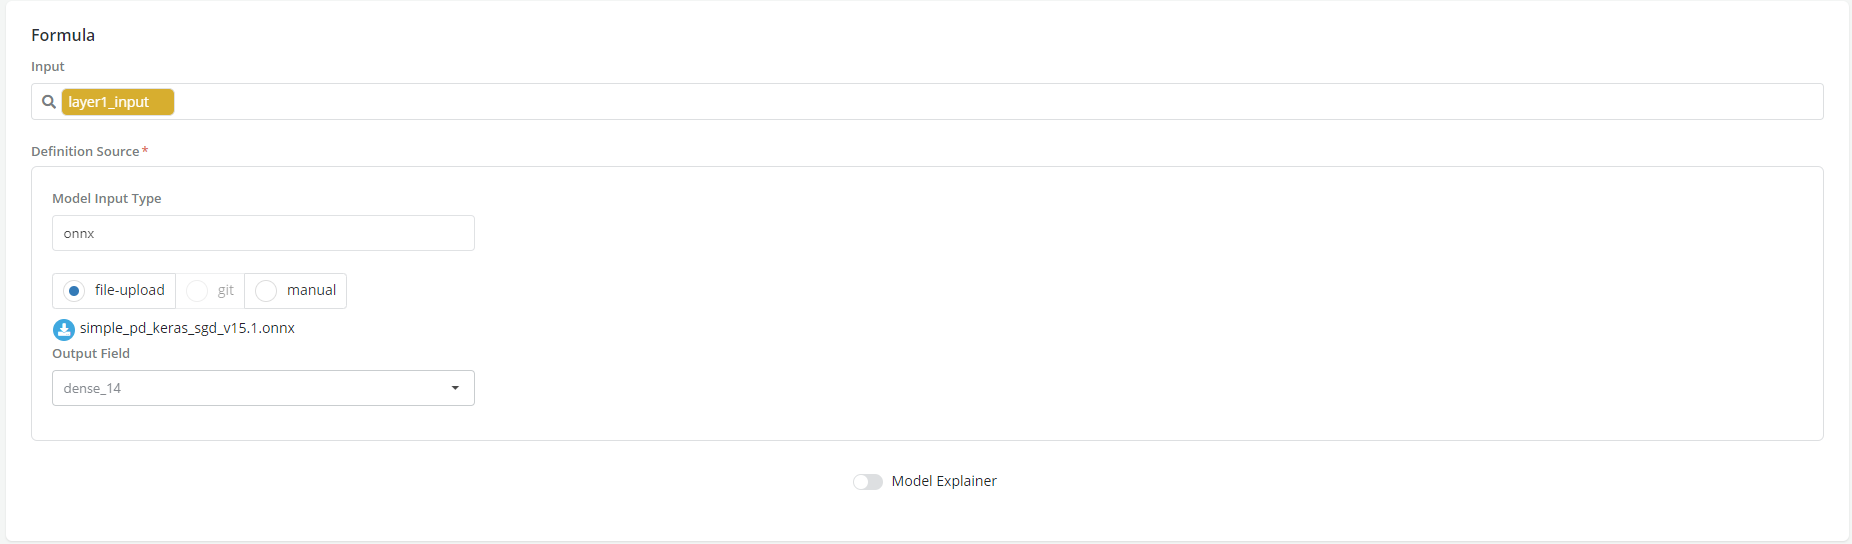 Formula
Input
layer1_input
Definition Source*
Model Input Type
onnx
file-upload git manual
simple_pd_keras_sgd_v15.1.onnx
Output Field
dense_14
Model Explainer